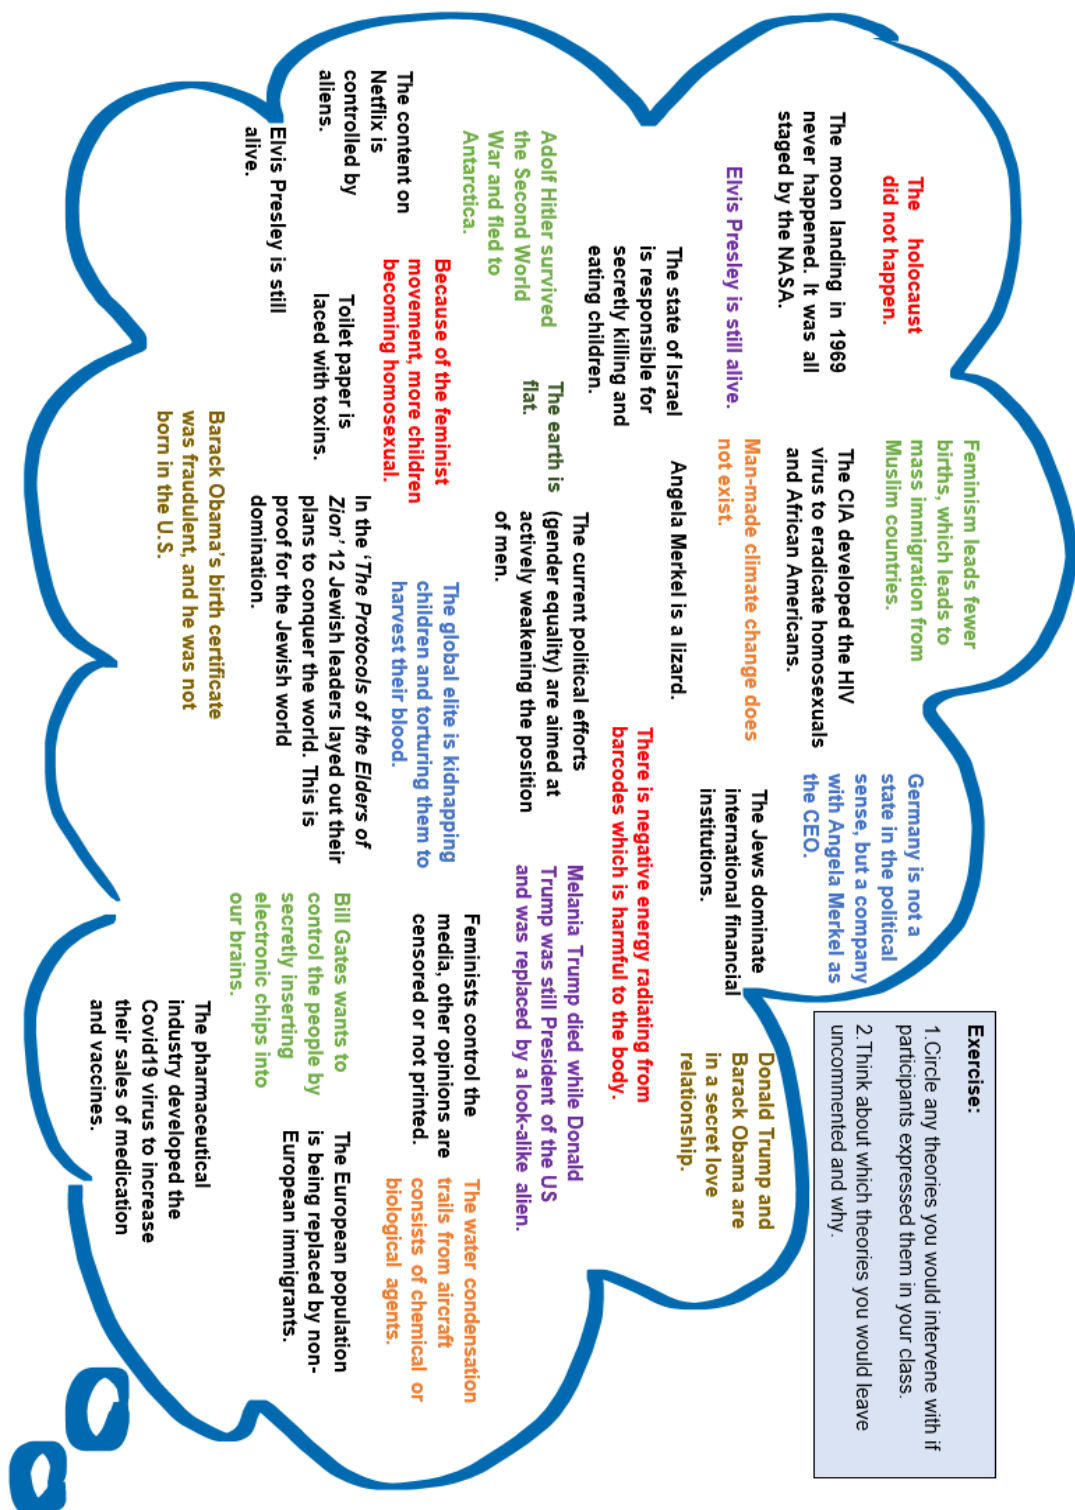 Exercise:
1.Circle any theories you would intervene with if
participants expressed them in your class.
2.Think about which theories you would leave
uncommented and why.
The holocaust
did not happen.
Feminism leads fewer
births, which leads to
mass immigration from
Muslim countries.
Germany is not a
state in the political
sense, but a company
with Angela Merkel as
the CEO.
The moon landing in 1969
never happened. It was all
staged by the NASA.
The CIA developed the HIV
virus to eradicate homosexuals
and African Americans.
Elvis Presley is still alive.
Man-made climate change does
not exist.
The Jews dominate
international financial
institutions.
Donald Trump and
Barack Obama are
in a secret love
relationship.
The state of Israel
is responsible for
secretly killing and
eating children.
Angela Merkel is a lizard.
There is negative energy radiating from
barcodes which is harmful to the body.
Adolf Hitler survived
the Second World
War and fled to
Antarctica.
The earth is
flat.
The current political efforts
(gender equality) are aimed at
actively weakening the position
of men.
Melania Trump died while Donald
Trump was still President of the US
and was replaced by a look-alike alien.
The content on
Netflix is
controlled by
aliens.
Because of the feminist
movement, more children
becoming homosexual.
The global elite is kidnapping
children and torturing them to
harvest their blood.
Feminists control the
media, other opinions are
censored or not printed.
The water condensation
trails from aircraft
consists of chemical or
biological agents.
Toilet paper is
laced with toxins.
In the ‘The Protocols of the Elders of
Zion’ 12 Jewish leaders layed out their
plans to conquer the world. This is
proof for the Jewish world
domination.
Bill Gates wants to
control the people by
secretly inserting
electronic chips into
our brains.
The European population
is being replaced by non-
European immigrants.
Elvis Presley is still
alive.
Barack Obama’s birth certificate
was fraudulent, and he was not
born in the U.S.
The pharmaceutical
industry developed the
Covid19 virus to increase
their sales of medication
and vaccines.